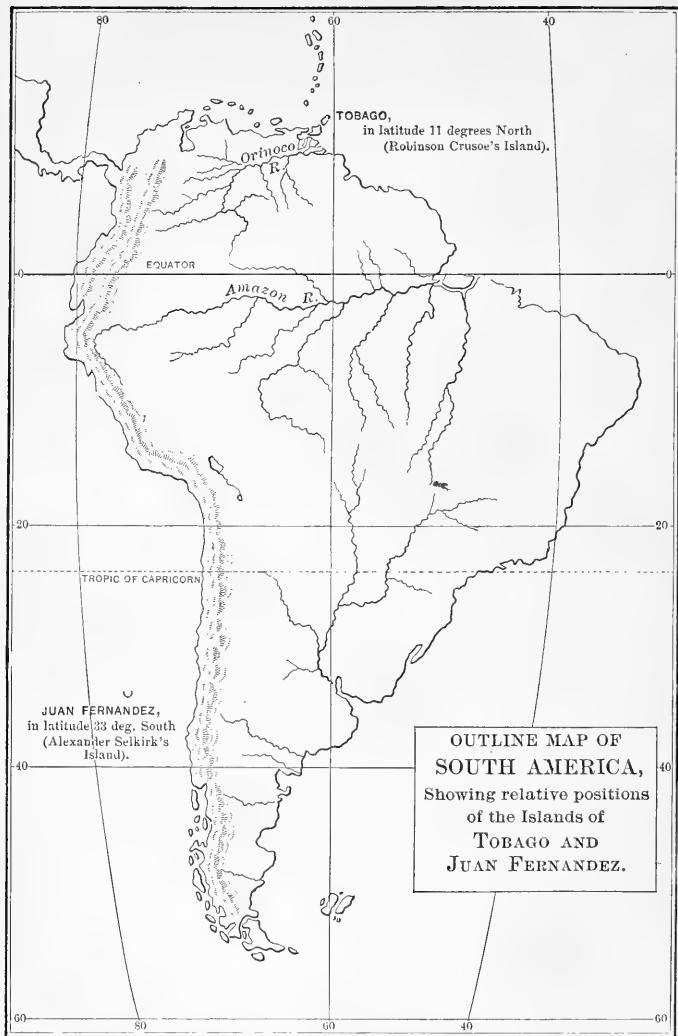 80
60
40
TOBAGO,
in latitude 11 degrees North
(Robinson Crusoe's Island).
Orinoco
R.
EQUATOR
0
0
Amazon R.
20
20
TROPIC OF CAPRICORN
JUAN FERNANDEZ,
in latitude 33 deg. South
(Alexander Selkirk's
Island).
OUTLINE MAP OF
SOUTH AMERICA,
Showing relative positions
of the Islands of
TOBAGO AND
JUAN FERNANDEZ.
40
40
60
80
60
40
60